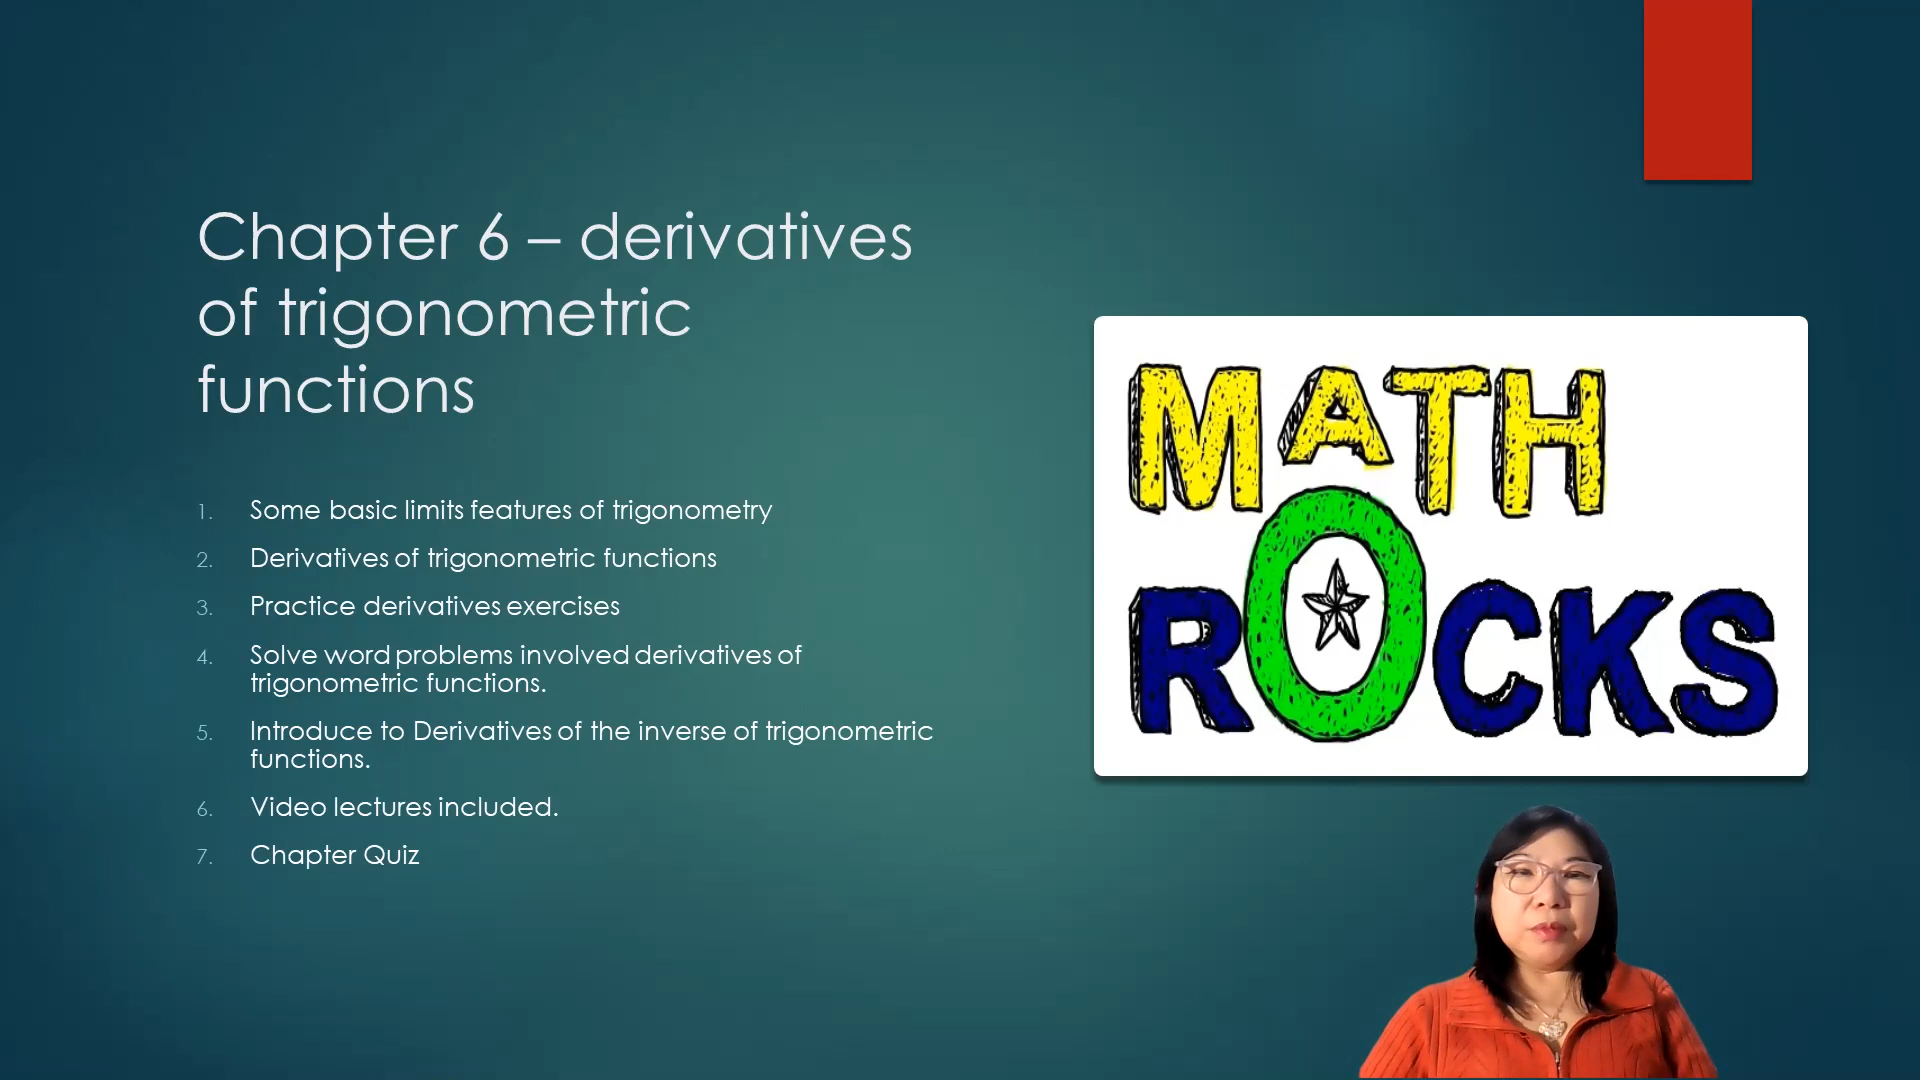 Chapter 6 – derivatives
of trigonometric
functions
1. Some basic limits features of trigonometry
2. Derivatives of trigonometric functions
3. Practice derivatives exercises
4. Solve word problems involved derivatives of
trigonometric functions.
5. Introduce to Derivatives of the inverse of trigonometric
functions.
6. Video lectures included.
7. Chapter Quiz
MATH
ROCKS